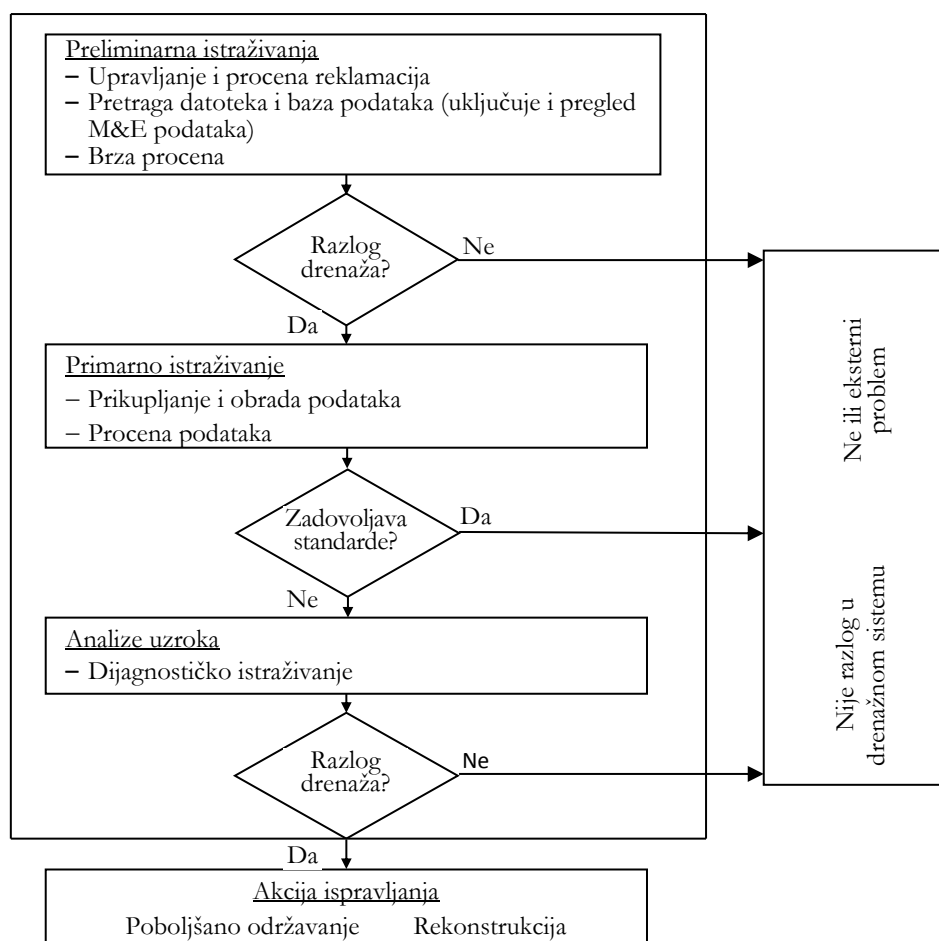 Preliminarna istraživanja
– Upravljanje i procena reklamacija
– Pretraga datoteka i baza podataka (uključuje i pregled
M&E podataka)
– Brza procena
Razlog
drenaža?
Ne
Da
Primarno istraživanje
– Prikupljanje i obrada podataka
– Procena podataka
Zadovoljava
standarde?
Da
Ne
Analize uzroka
– Dijagnostičko istraživanje
Razlog
drenaža?
Ne
Da
Akcija ispravljanja
Poboljšano održavanje Rekonstrukcija
Ne ili eksterni
problem
Nije razlog u
drenažnom sistemu